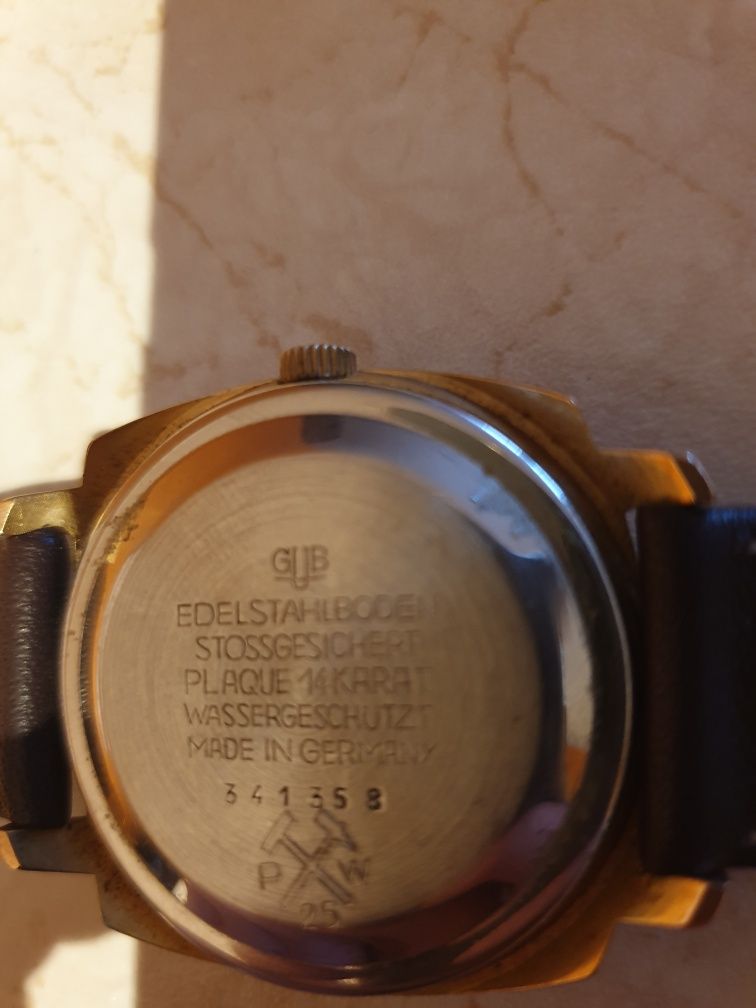 GUB
EDELSTAHLBODEN
STOSSGESICHERT
PLAQUE 14 KARAT
WASSERGESCHÜTZT
MADE IN GERMANY
341358
P W
25